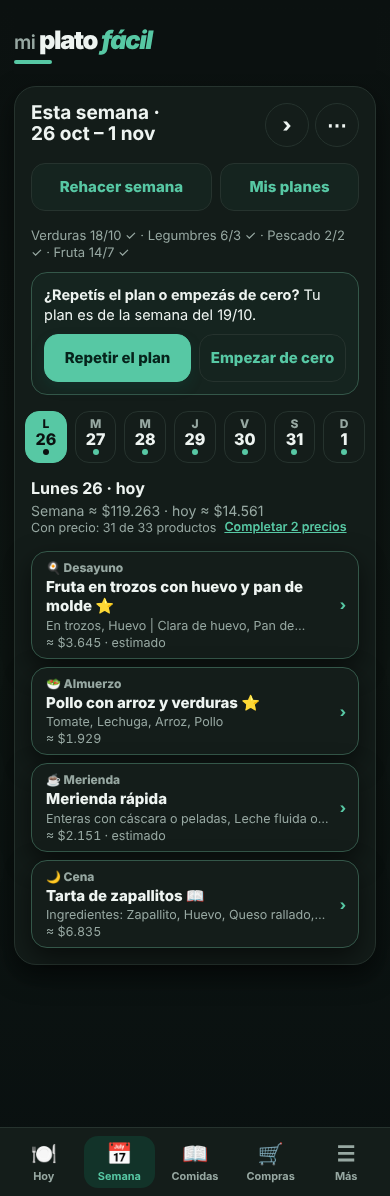 mi plato fácil
Esta semana ·
26 oct – 1 nov
› ···
Rehacer semana Mis planes
Verduras 18/10 ✓ · Legumbres 6/3 ✓ · Pescado 2/2
✓ · Fruta 14/7 ✓
¿Repetís el plan o empezás de cero? Tu
plan es de la semana del 19/10.
Repetir el plan Empezar de cero
L M M J V S D
26 27 28 29 30 31 1
Lunes 26 · hoy
Semana ≈ $119.263 · hoy ≈ $14.561
Con precio: 31 de 33 productos Completar 2 precios
🍳 Desayuno
Fruta en trozos con huevo y pan de
molde ⭐
En trozos, Huevo | Clara de huevo, Pan de...
≈ $3.645 · estimado
🥗 Almuerzo
Pollo con arroz y verduras ⭐
Tomate, Lechuga, Arroz, Pollo
≈ $1.929
☕ Merienda
Merienda rápida
Enteras con cáscara o peladas, Leche fluida o...
≈ $2.151 · estimado
🌙 Cena
Tarta de zapallitos 📖
Ingredientes: Zapallito, Huevo, Queso rallado,...
≈ $6.835
Hoy Semana Comidas Compras Más